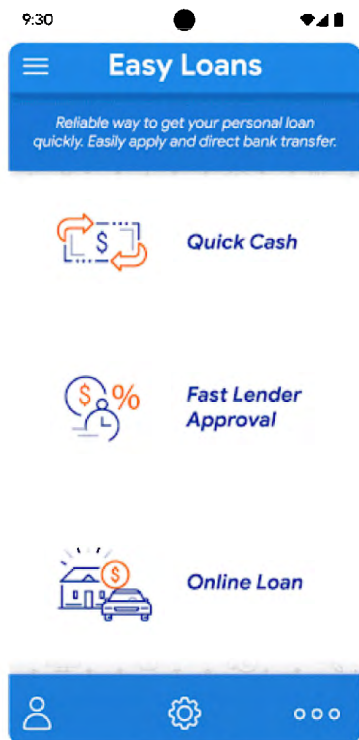 9:30
Easy Loans
Reliable way to get your personal loan
quickly. Easily apply and direct bank transfer.
$
Quick Cash
$ %
Fast Lender
Approval
$
Online Loan